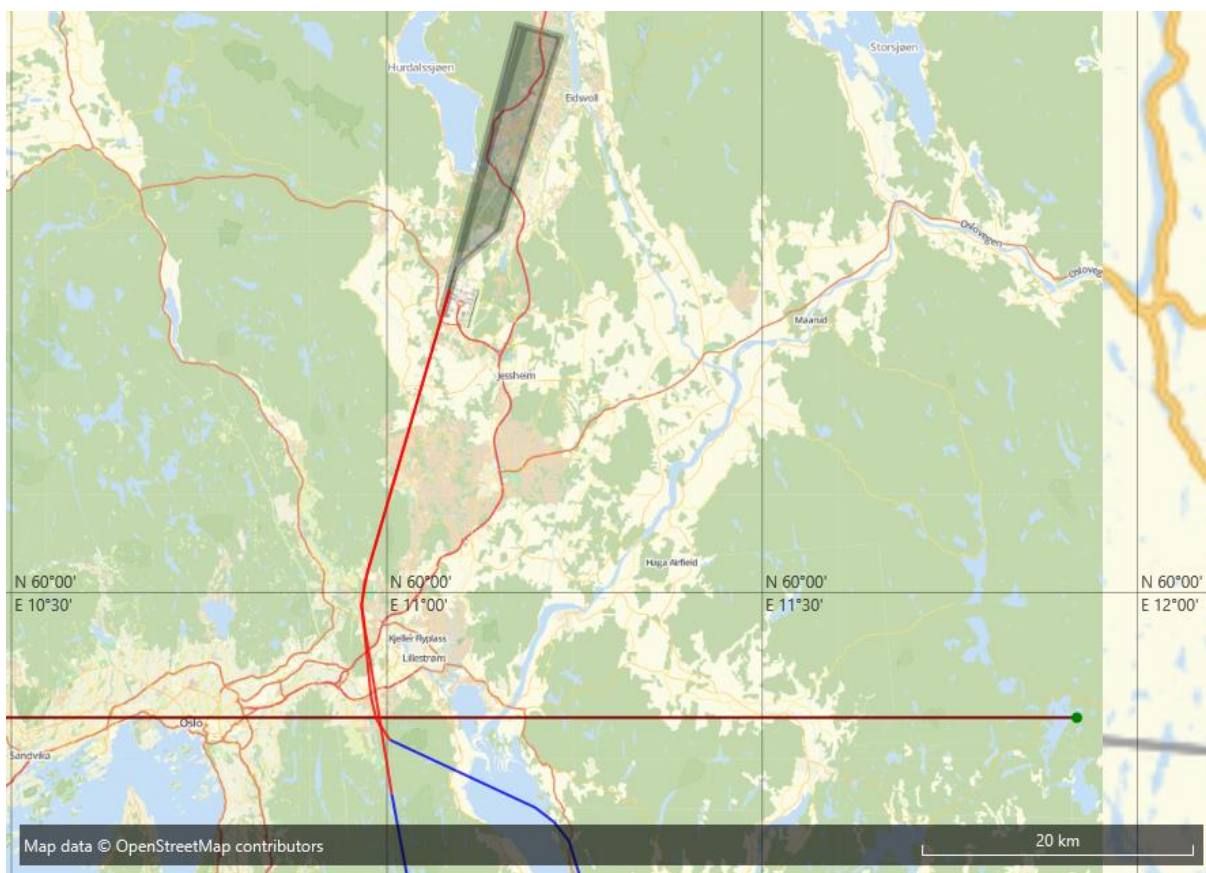 Storsjøen
Hurdalssjøen
Eidsvoll
Oslovegen
Osloveg
Maarud
Jessheim
Haga Airfield
N 60°00'
E 10°30'
N 60°00'
E 11°00'
N 60°00'
E 11°30'
N 60°00'
E 12°00'
Kjeller Flyplass
Lillestrøm
Oslo
Sandvika
Map data © OpenStreetMap contributors
20 km